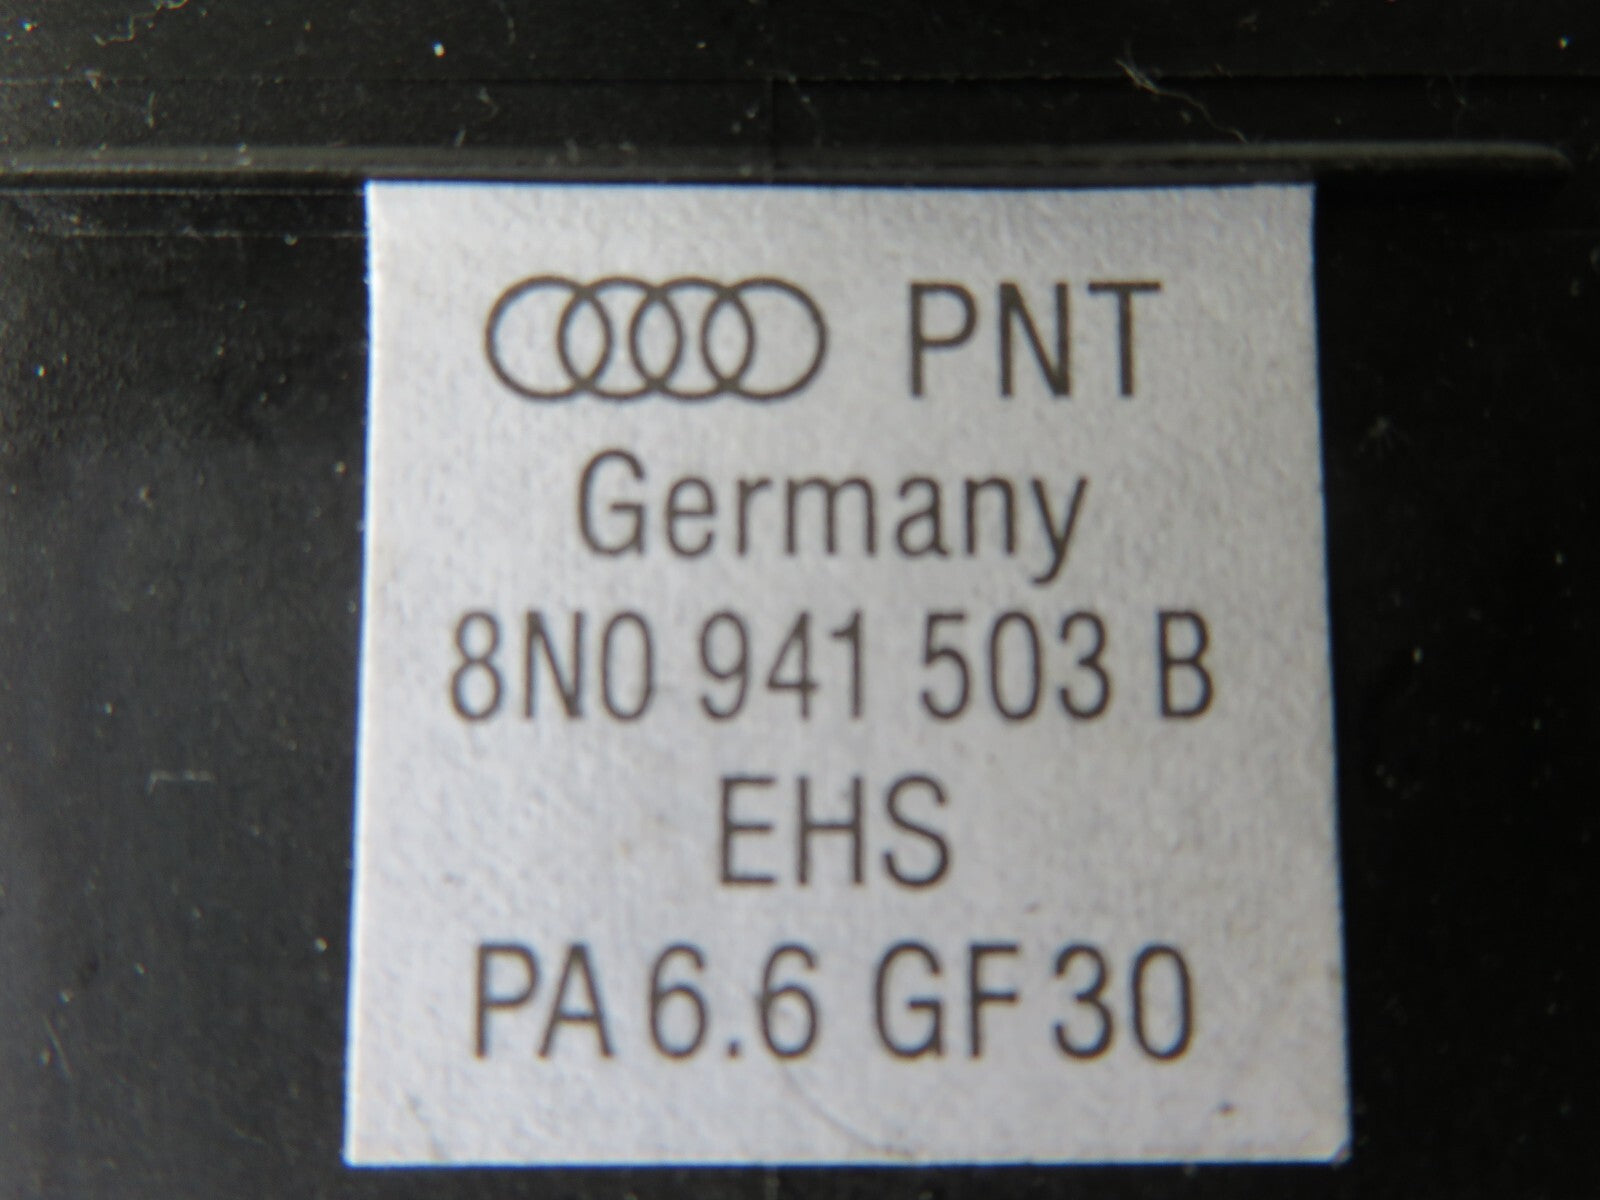 PNT
Germany
8N0 941 503 B
EHS
PA 6.6 GF 30